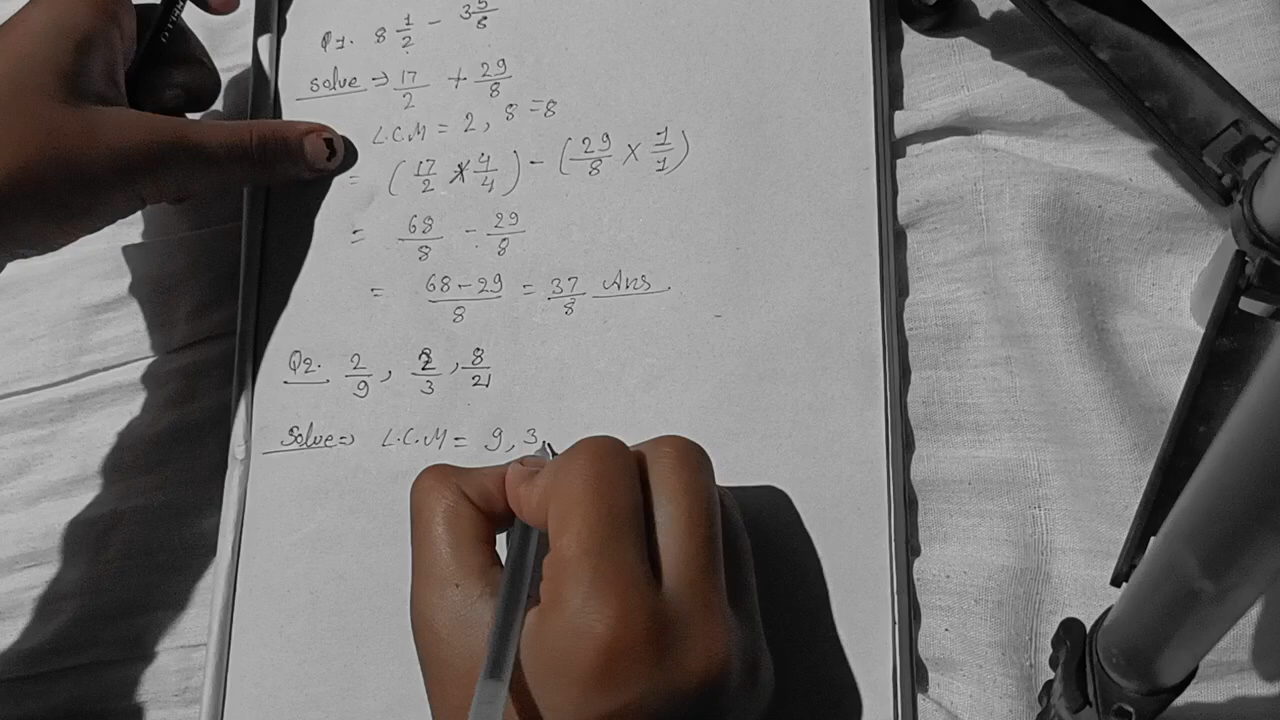 Q1. 8 1/2 - 3 5/8
Solve → 17/2 + 29/8
L.C.M = 2, 8 = 8
= (17/2 × 4/4) - (29/8 × 1/1)
= 68/8 - 29/8
= 68-29/8 = 37/8 Ans.
Q2. 2/9, 2/3, 8/21
Solve ⇒ L.C.M = 9, 3,